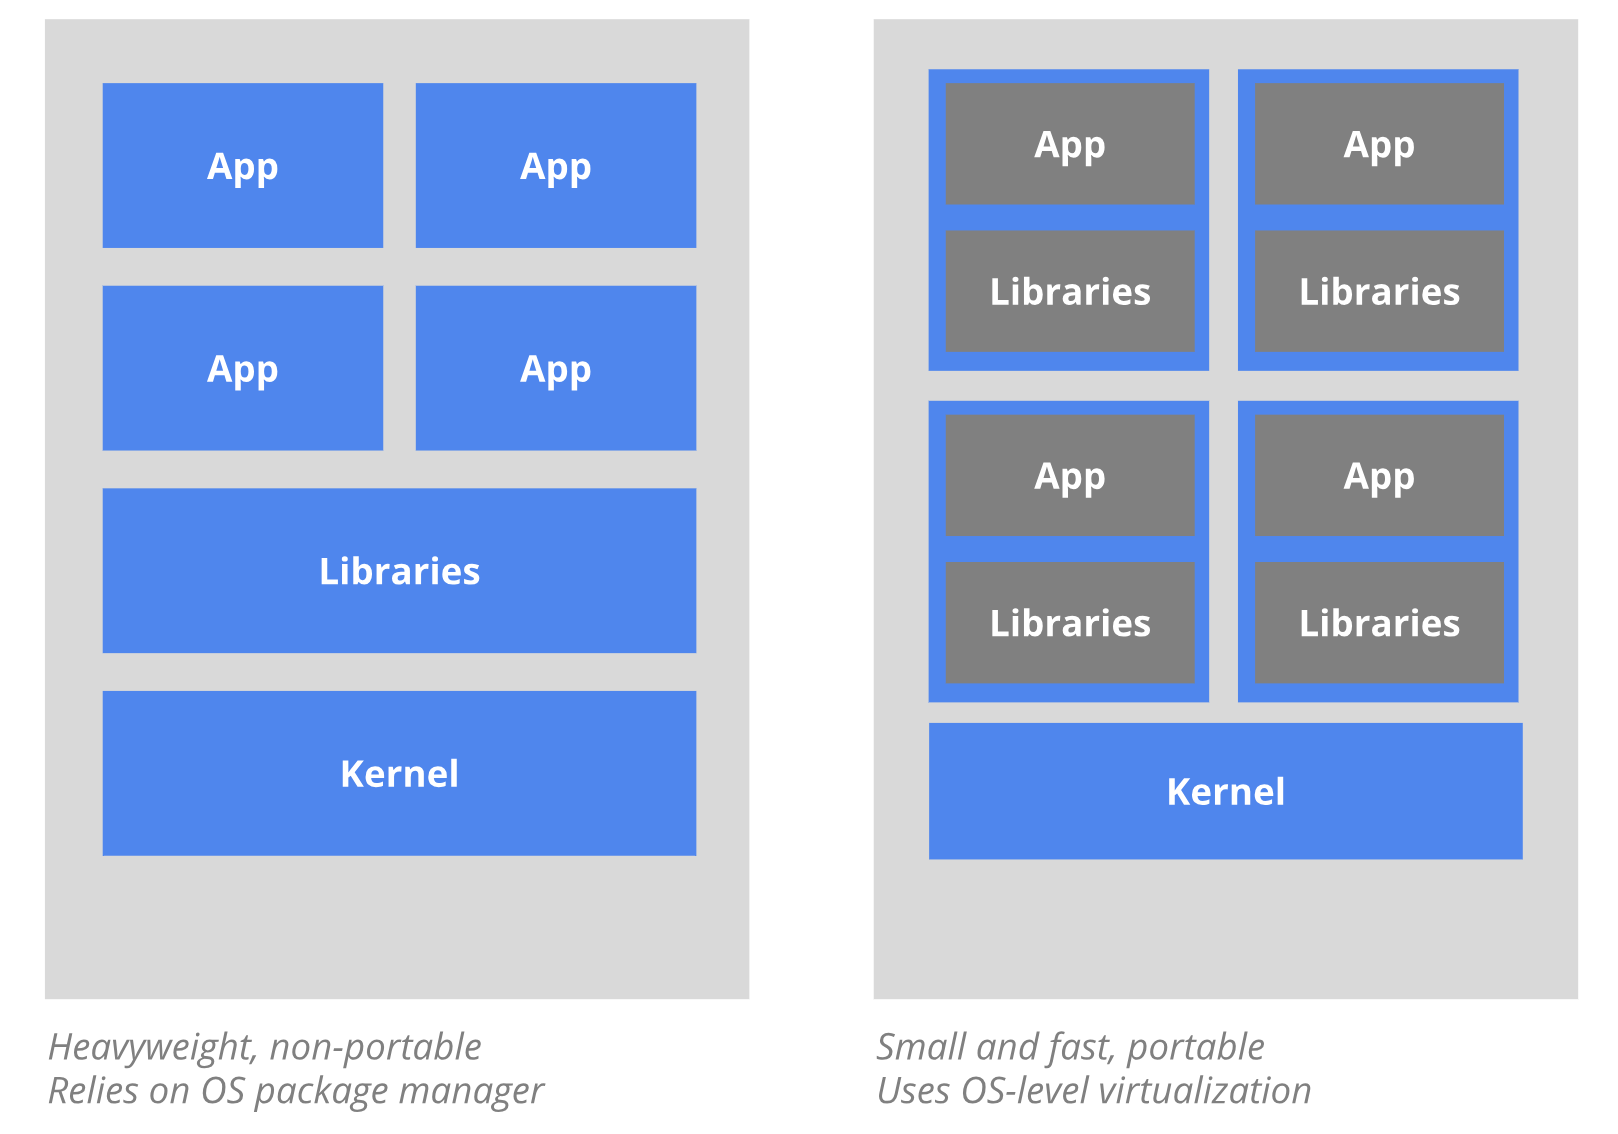 App
App
App
App
Libraries
Kernel
Heavyweight, non-portable
Relies on OS package manager
App
App
Libraries
Libraries
App
App
Libraries
Libraries
Kernel
Small and fast, portable
Uses OS-level virtualization